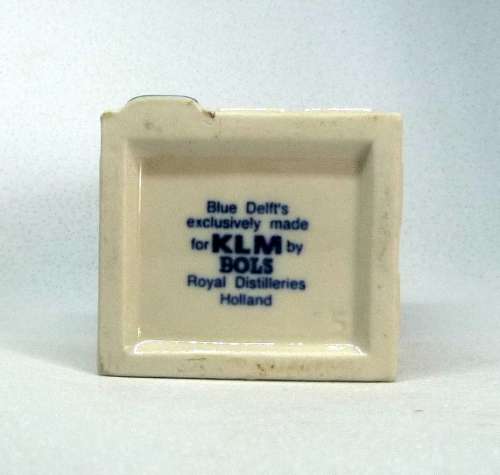 Blue Delft's
exclusively made
for KLM by
BOLS
Royal Distilleries
Holland